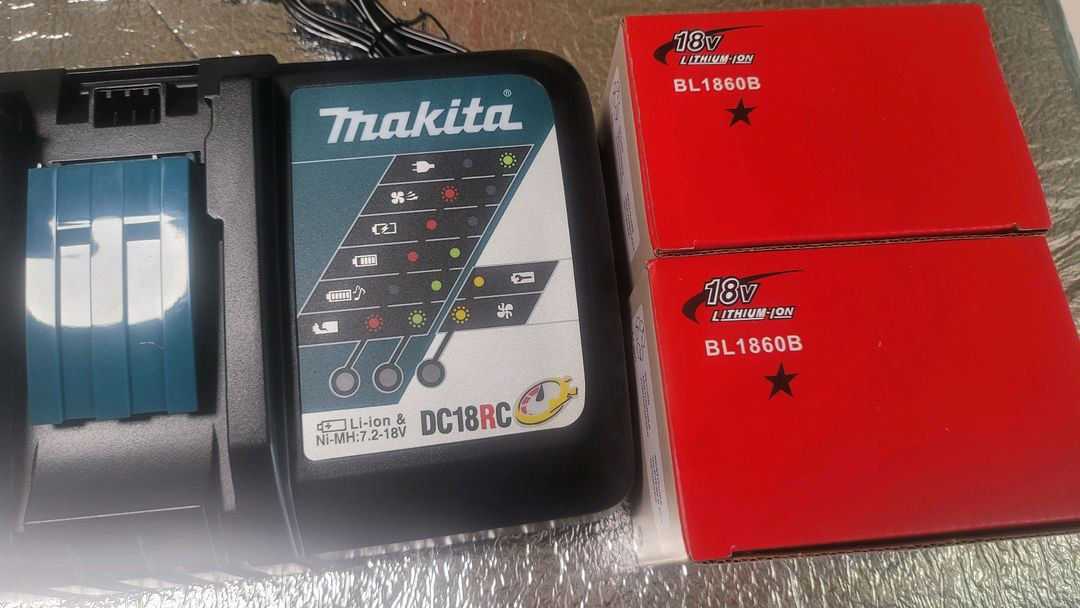 makita®
Li-ion &
Ni-MH:7.2-18V
DC18RC
18V
LITHIUM-ION
BL1860B
18V
LITHIUM-ION
BL1860B